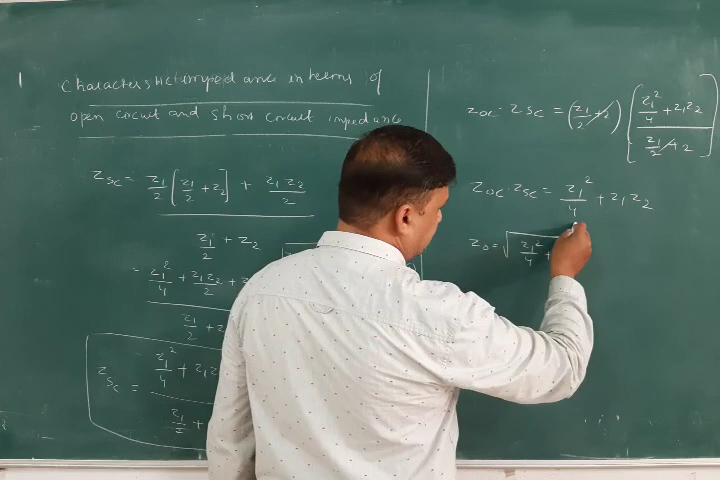 Characteristic impedance in terms of
open circuit and short circuit impedance
Zsc = Z1/2 [Z1/2 + Z2] + Z1Z2/2
Z1/2 + Z2
= Z1²/4 + Z1Z2/2 +
Z1/2 +
Zsc = Z1²/4 + Z1Z2
Z1/2 +
Zoc · Zsc = (Z1/2 + Z2) [(Z1²/4 + Z1Z2)/(Z1/2 + Z2)]
Zoc · Zsc = Z1²/4 + Z1Z2
Z0 = √Z1²/4 +